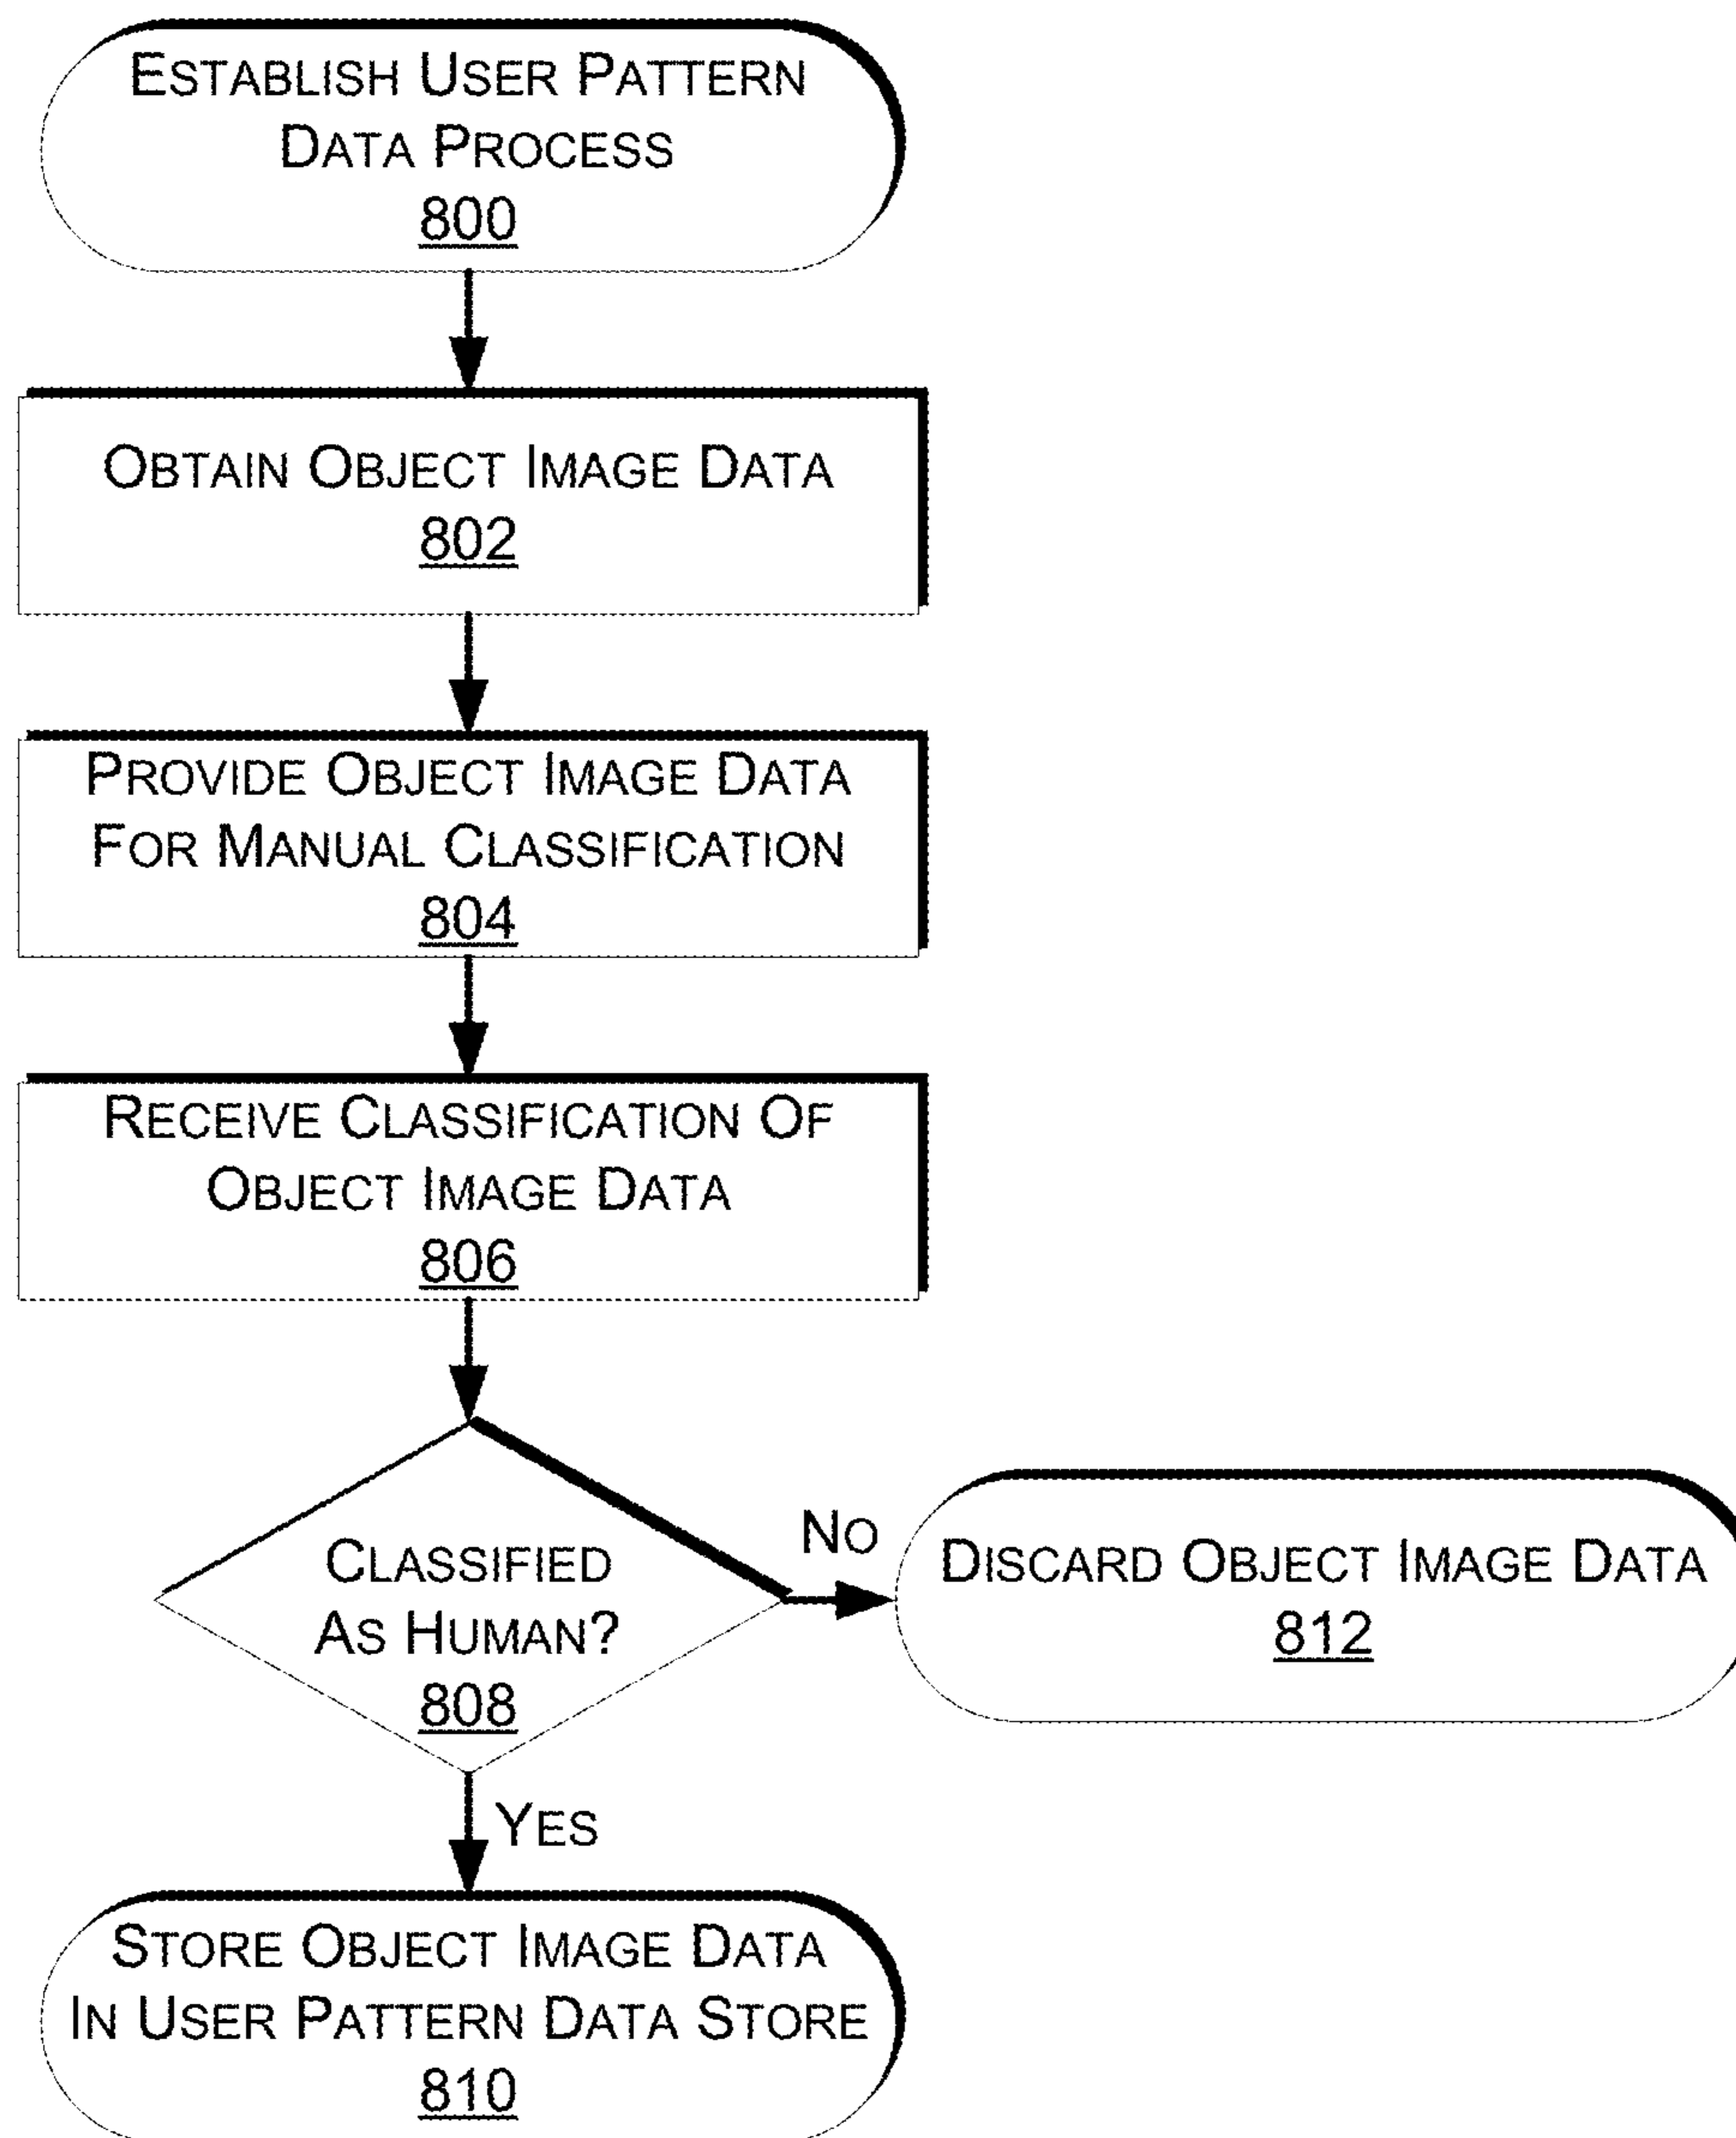 ESTABLISH USER PATTERN
DATA PROCESS
800
OBTAIN OBJECT IMAGE DATA
802
PROVIDE OBJECT IMAGE DATA
FOR MANUAL CLASSIFICATION
804
RECEIVE CLASSIFICATION OF
OBJECT IMAGE DATA
806
CLASSIFIED
AS HUMAN?
808
NO
DISCARD OBJECT IMAGE DATA
812
YES
STORE OBJECT IMAGE DATA
IN USER PATTERN DATA STORE
810